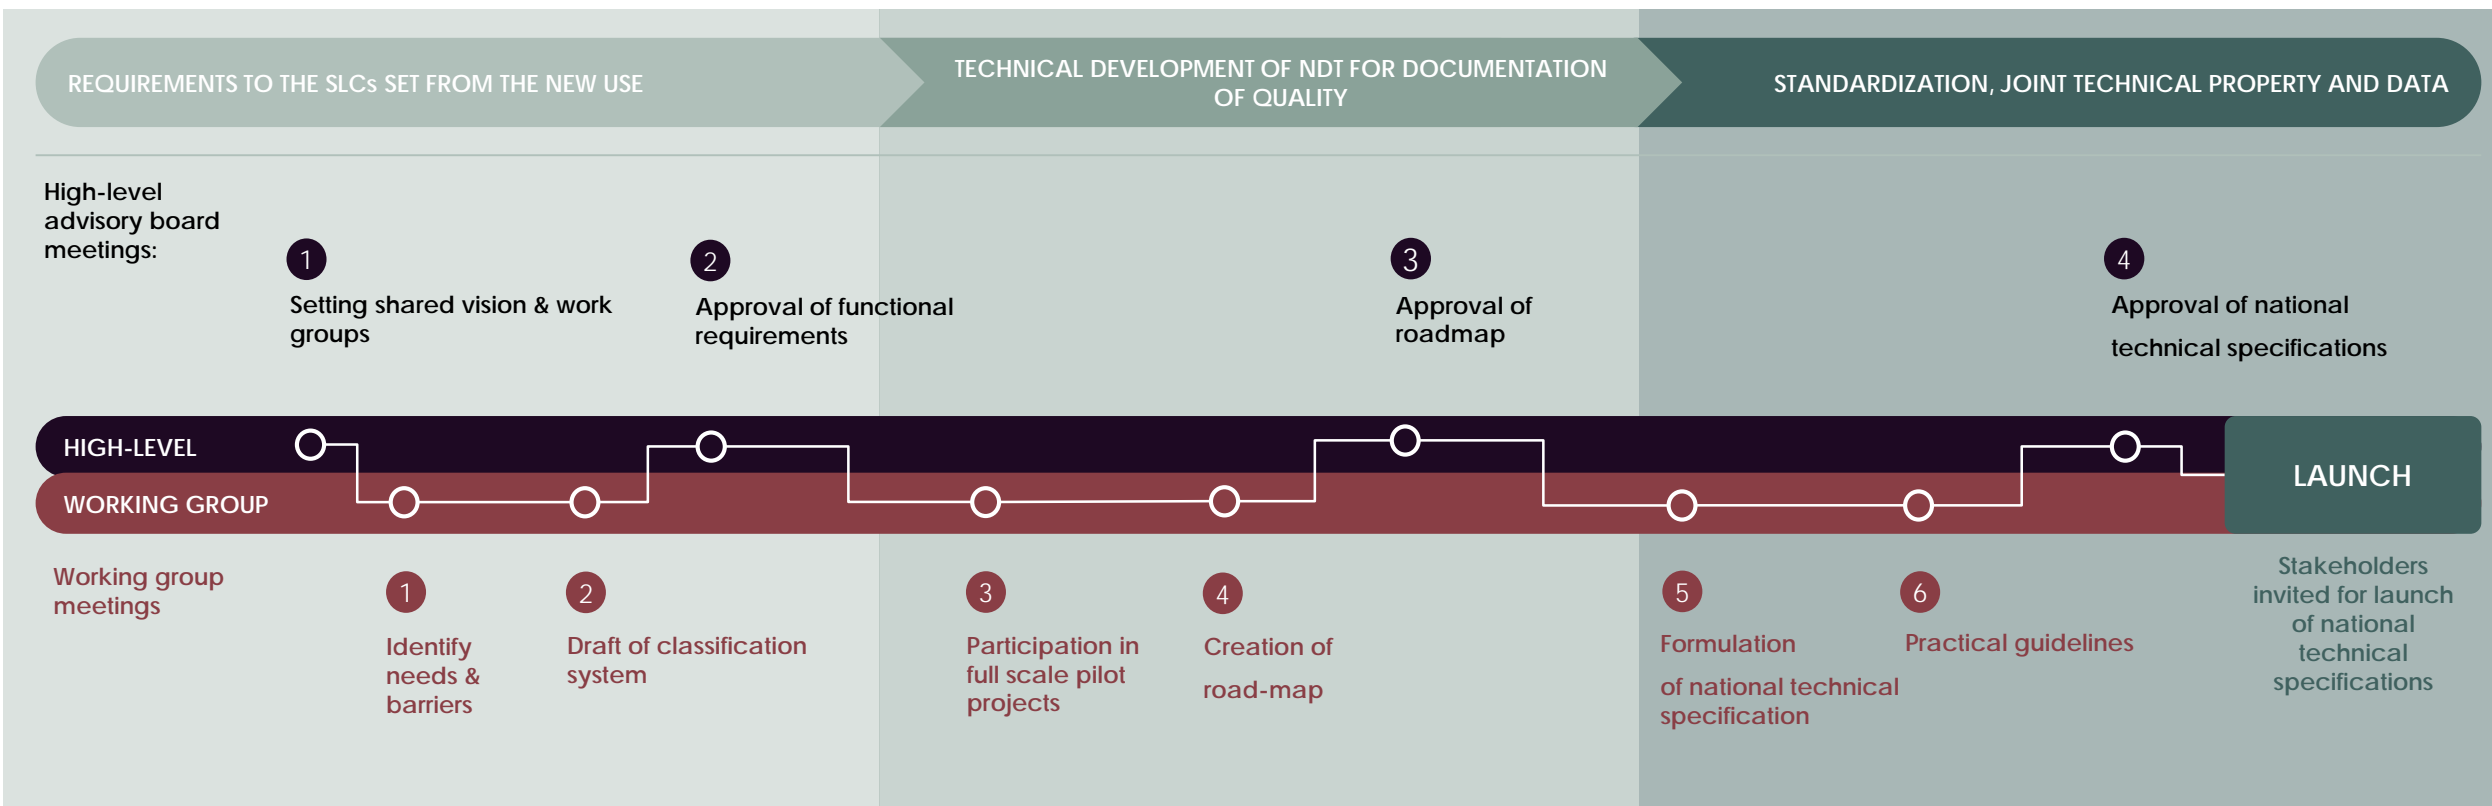 REQUIREMENTS TO THE SLCs SET FROM THE NEW USE
TECHNICAL DEVELOPMENT OF NDT FOR DOCUMENTATION
OF QUALITY
STANDARDIZATION, JOINT TECHNICAL PROPERTY AND DATA
High-level
advisory board
meetings:
1
Setting shared vision & work
groups
2
Approval of functional
requirements
3
Approval of
roadmap
4
Approval of national
technical specifications
HIGH-LEVEL
WORKING GROUP
LAUNCH
Working group
meetings
1
Identify
needs &
barriers
2
Draft of classification
system
3
Participation in
full scale pilot
projects
4
Creation of
road-map
5
Formulation
of national technical
specification
6
Practical guidelines
Stakeholders
invited for launch
of national
technical
specifications